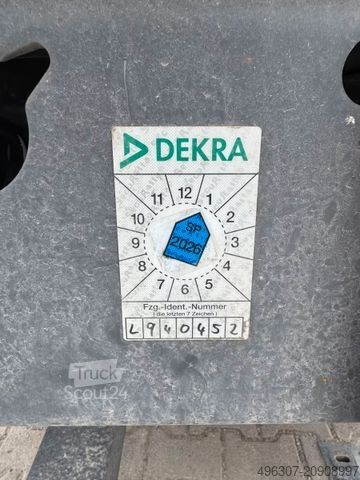 DEKRA
11 12 1
10 2
9 3
8 4
7 6 5
SP
2026
Fzg.-Ident.-Nummer
(die letzten 7 Zeichen)
L940452
Truck
Scout24
496307-20908997